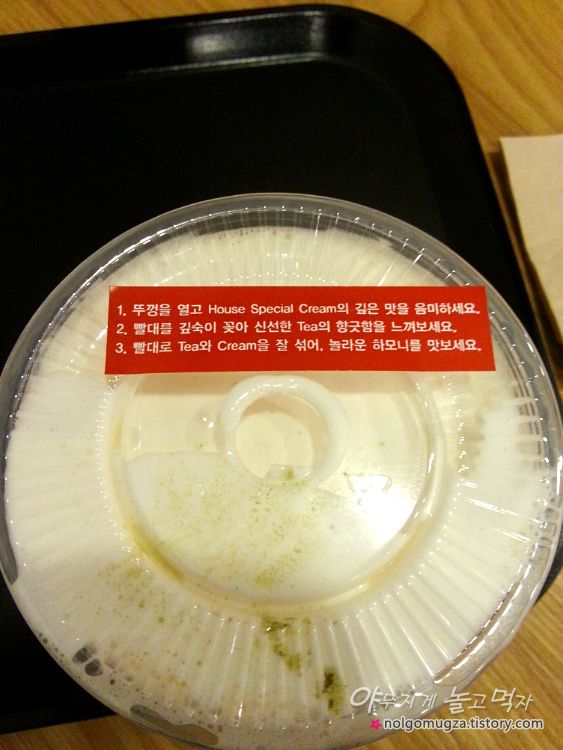 1. 뚜껑을 열고 House Special Cream의 깊은 맛을 음미하세요.
2. 빨대를 깊숙이 꽂아 신선한 Tea의 향긋함을 느껴보세요.
3. 빨대로 Tea와 Cream을 잘 섞어, 놀라운 하모니를 맛보세요.
야무지게 놀고먹자
nolgomugza.tistory.com